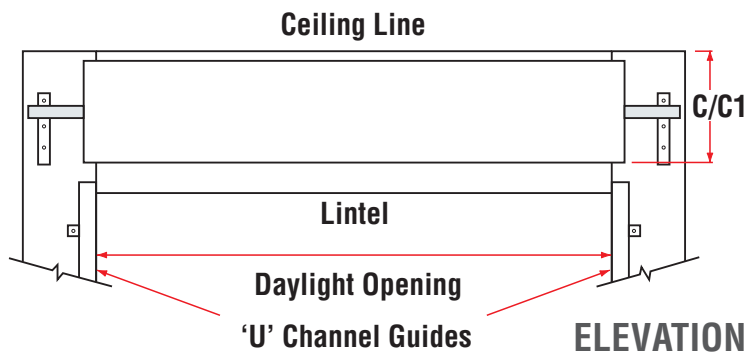 Ceiling Line
C/C1
Lintel
Daylight Opening
‘U’ Channel Guides
ELEVATION